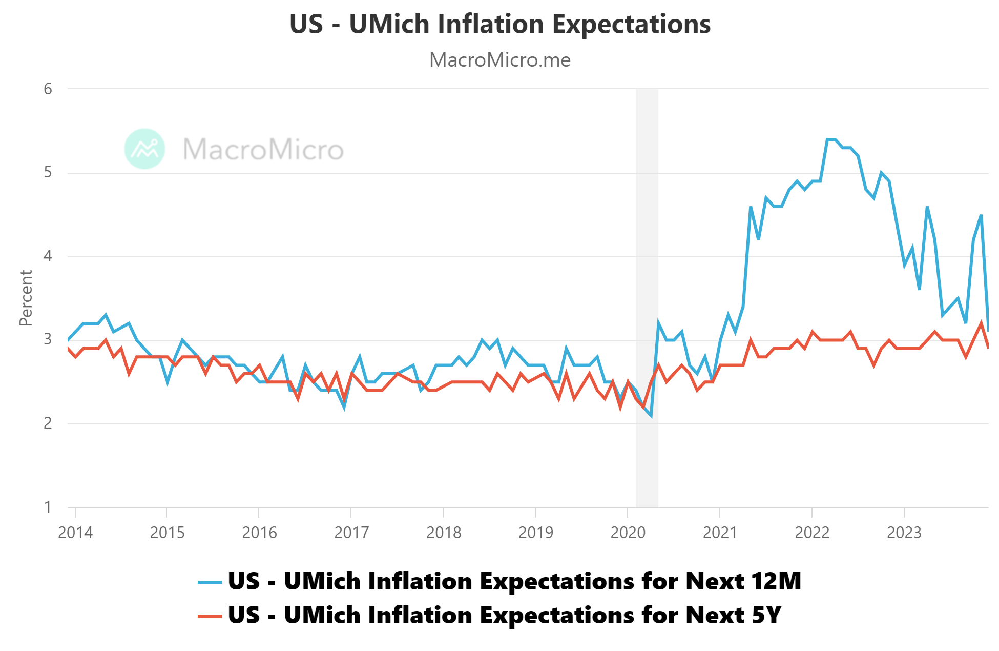 US - UMich Inflation Expectations
MacroMicro.me
6
MacroMicro
5
4
Percent
3
2
1
2014 2015 2016 2017 2018 2019 2020 2021 2022 2023
US - UMich Inflation Expectations for Next 12M
US - UMich Inflation Expectations for Next 5Y